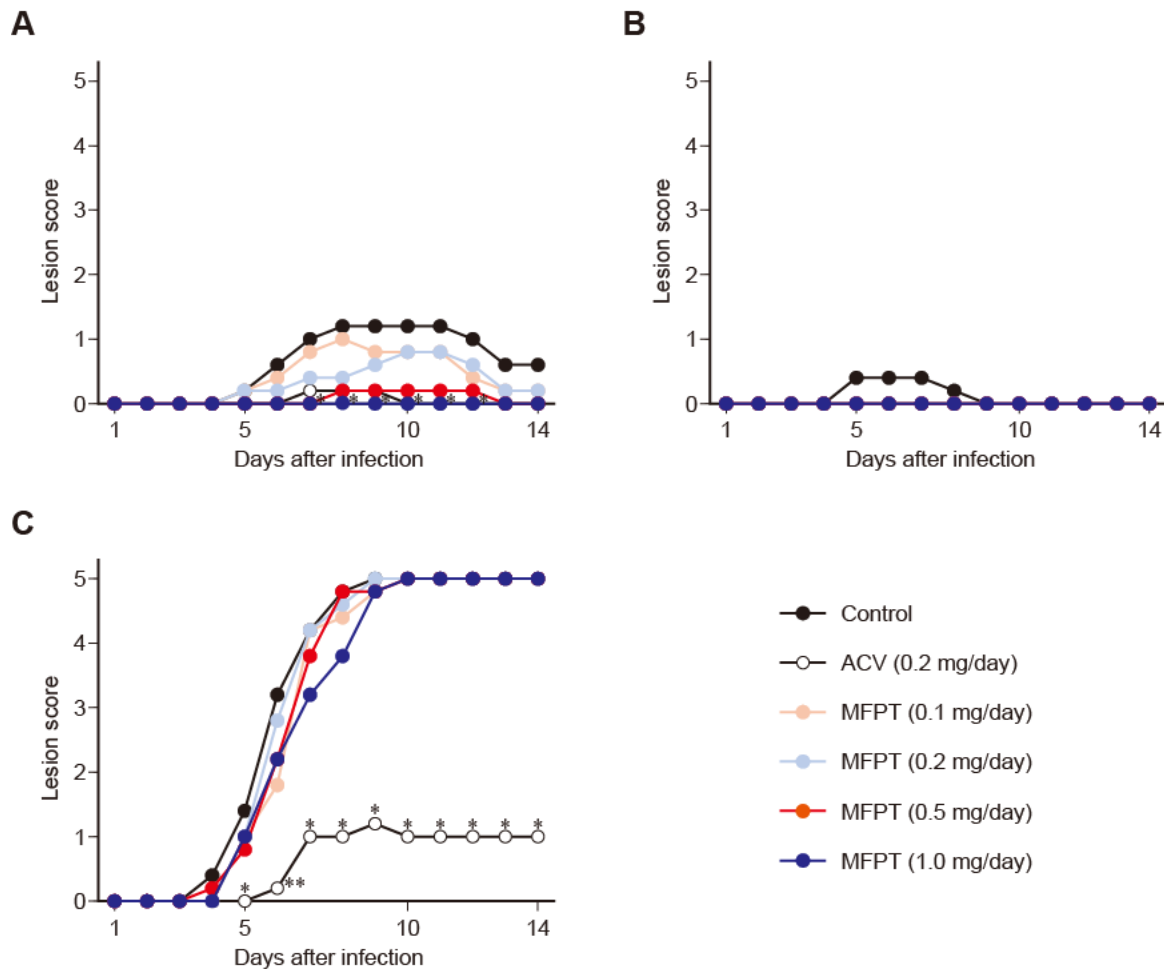 A
B
5
4
3
2
1
0
Lesion score
1
5
10
14
Days after infection
* * * * * *
5
4
3
2
1
0
Lesion score
1
5
10
14
Days after infection
C
5
4
3
2
1
0
Lesion score
1
5
10
14
Days after infection
* ** * * * * * * * *
Control
ACV (0.2 mg/day)
MFPT (0.1 mg/day)
MFPT (0.2 mg/day)
MFPT (0.5 mg/day)
MFPT (1.0 mg/day)